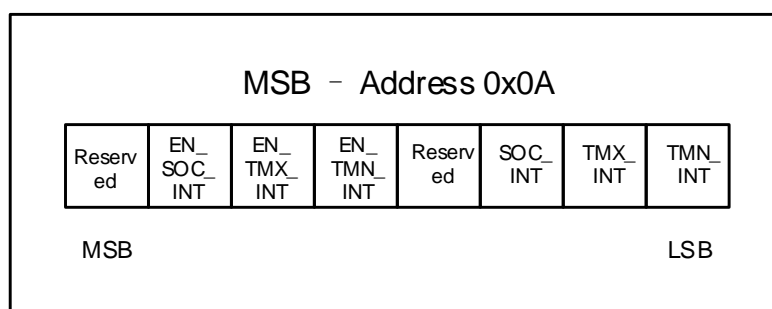 MSB – Address 0x0A
Reserv EN_ EN_ EN_ Reserv SOC_ TMX_ TMN_
ed SOC_ TMX_ TMN_ ed INT INT INT
INT INT INT
MSB LSB